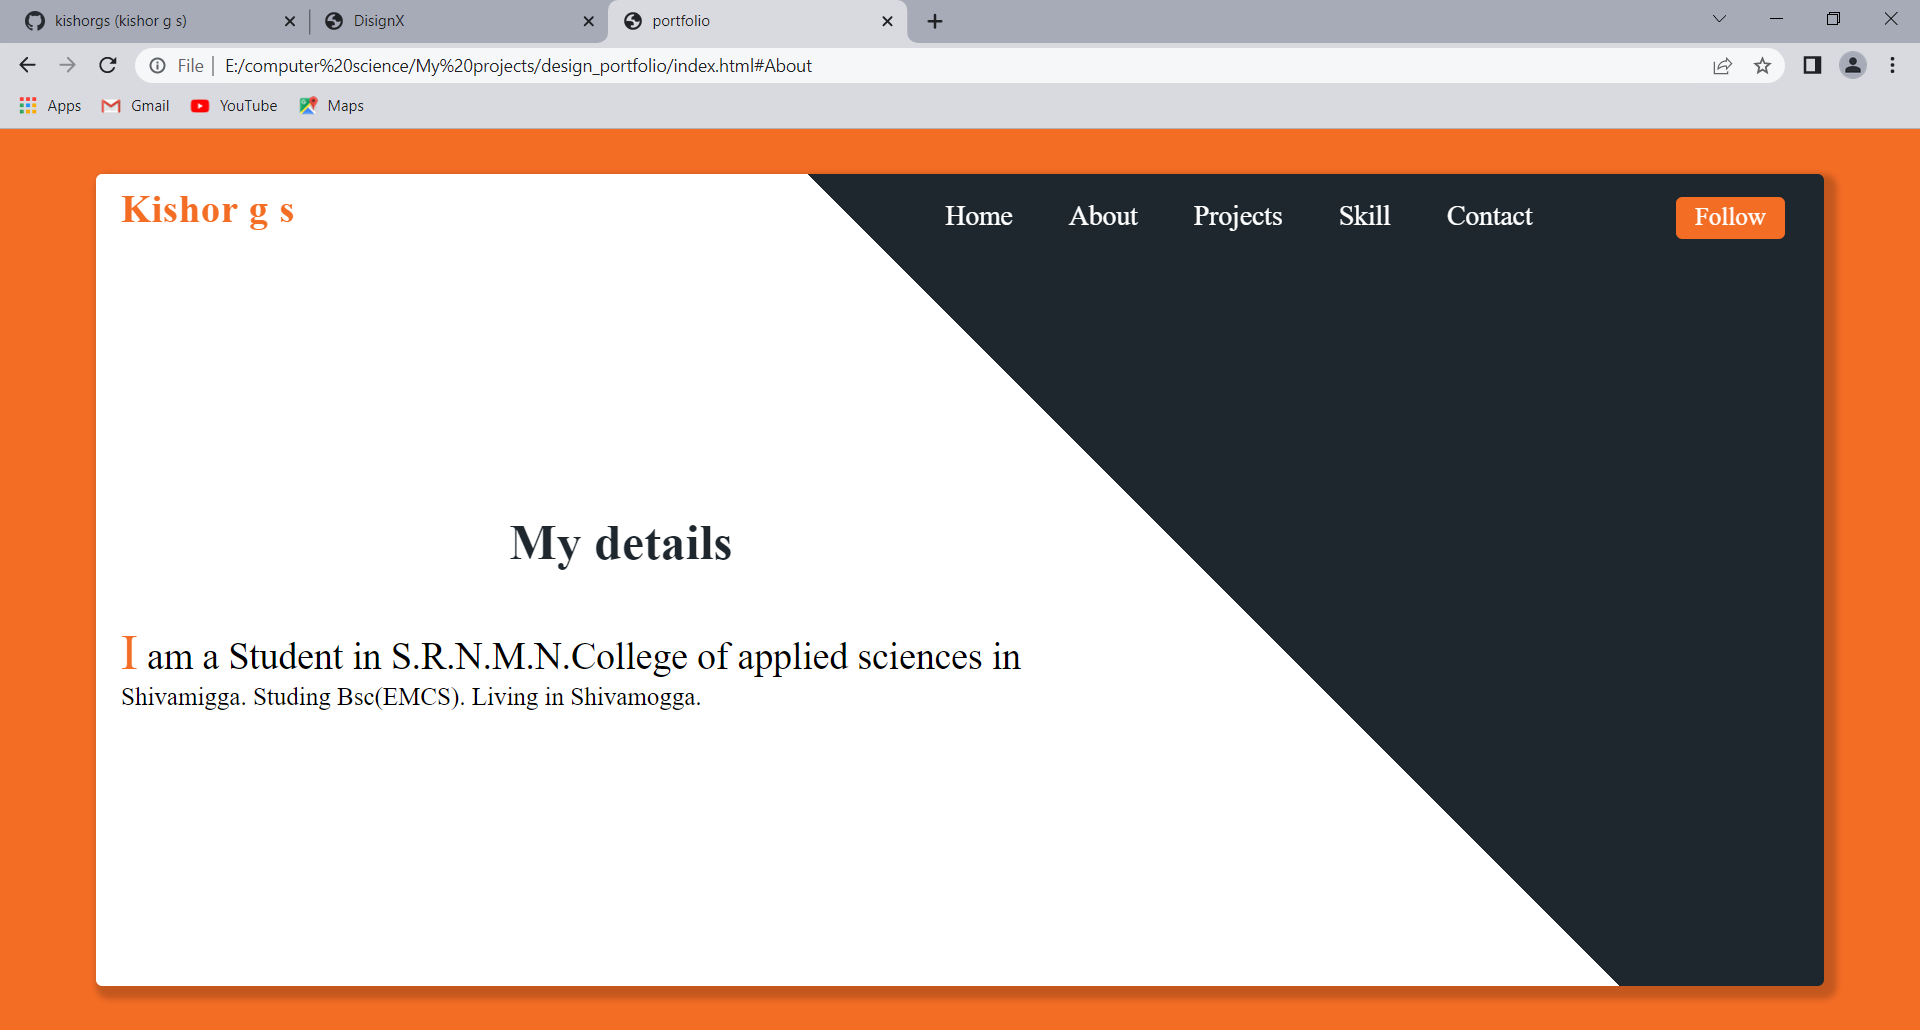 kishorgs (kishor g s)
DisignX
portfolio
File
E:/computer%20science/My%20projects/design_portfolio/index.html#About
Apps
Gmail
YouTube
Maps
Kishor g s
Home
About
Projects
Skill
Contact
Follow
My details
I am a Student in S.R.N.M.N.College of applied sciences in
Shivamigga. Studing Bsc(EMCS). Living in Shivamogga.